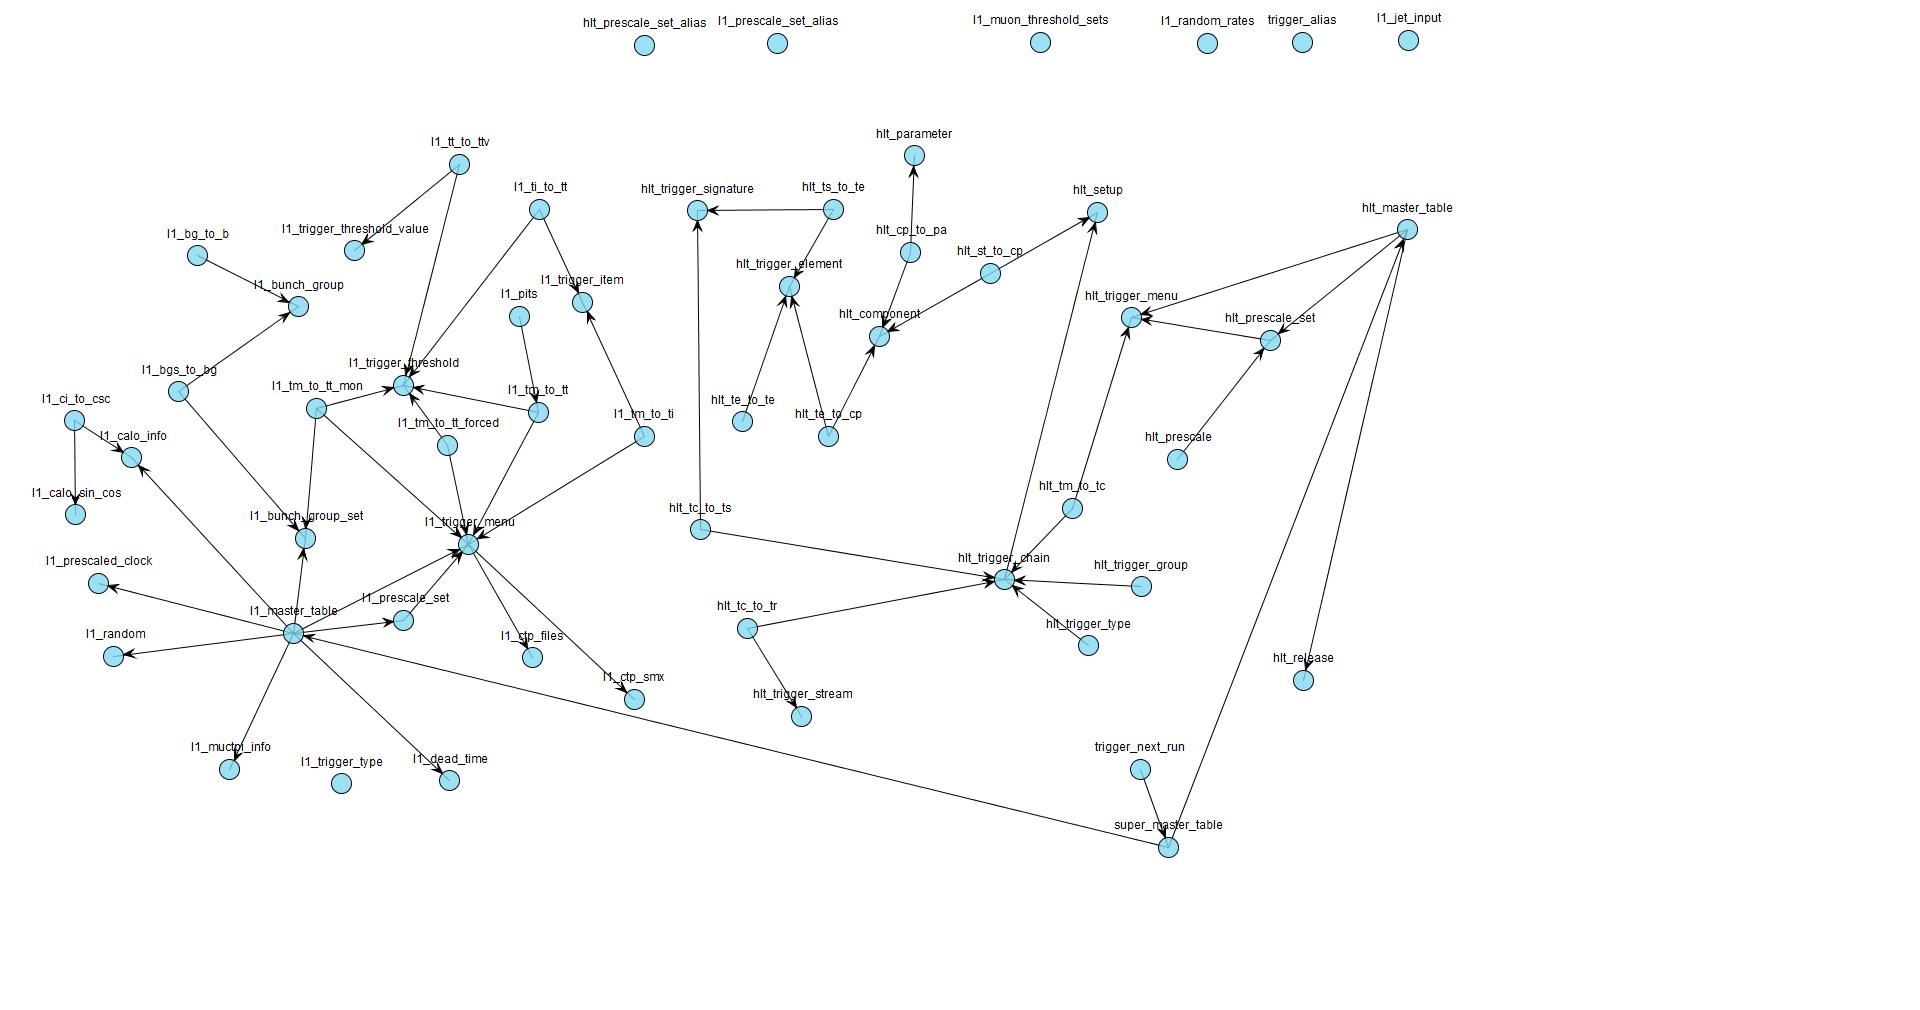 hlt_prescale_set_alias
l1_prescale_set_alias
l1_muon_threshold_sets
l1_random_rates
trigger_alias
l1_jet_input
l1_tt_to_ttv
hlt_parameter
l1_ti_to_tt
hlt_trigger_signature
hlt_ts_to_te
hlt_setup
hlt_master_table
l1_bg_to_b
l1_trigger_threshold_value
hlt_cp_to_pa
hlt_st_to_cp
hlt_trigger_element
l1_bunch_group
l1_trigger_item
l1_pits
hlt_trigger_menu
hlt_component
hlt_prescale_set
l1_bgs_to_bg
l1_trigger_threshold
l1_tm_to_tt_mon
l1_tm_to_tt
l1_ci_to_csc
hlt_te_to_te
l1_tm_to_ti
hlt_te_to_cp
l1_tm_to_tt_forced
l1_calo_info
hlt_prescale
l1_calo_sin_cos
hlt_tm_to_tc
hlt_tc_to_ts
l1_bunch_group_set
l1_trigger_menu
l1_prescaled_clock
hlt_trigger_chain
hlt_trigger_group
l1_master_table
l1_prescale_set
hlt_tc_to_tr
hlt_trigger_type
l1_random
l1_ctp_files
hlt_release
l1_ctp_smx
hlt_trigger_stream
l1_muctpi_info
l1_trigger_type
l1_dead_time
trigger_next_run
super_master_table